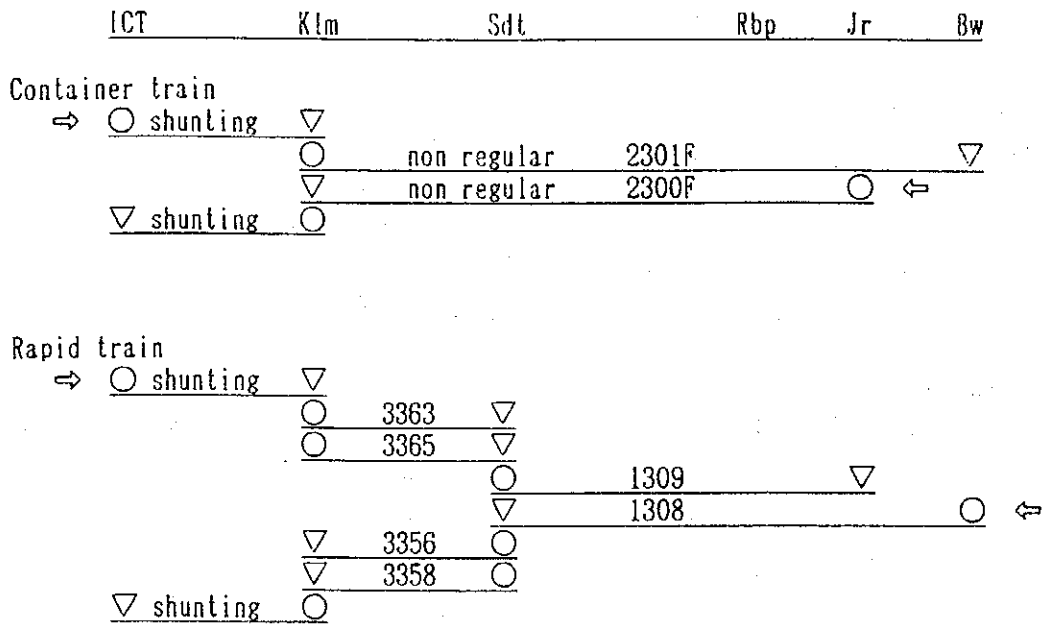 ICT Klm Sdt Rbp Jr Bw
Container train
⇨ ○ shunting ▽
○ non regular 2301F ▽
▽ non regular 2300F ○ ⇦
▽ shunting ○
Rapid train
⇨ ○ shunting ▽
○ 3363 ▽
○ 3365 ▽
○ 1309 ▽
▽ 1308 ○ ⇦
▽ 3356 ○
▽ 3358 ○
▽ shunting ○